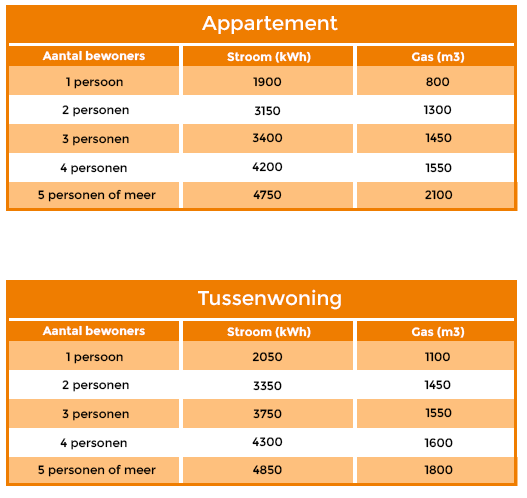 Appartement
Aantal bewoners Stroom (kWh) Gas (m3)
1 persoon 1900 800
2 personen 3150 1300
3 personen 3400 1450
4 personen 4200 1550
5 personen of meer 4750 2100
Tussenwoning
Aantal bewoners Stroom (kWh) Gas (m3)
1 persoon 2050 1100
2 personen 3350 1450
3 personen 3750 1550
4 personen 4300 1600
5 personen of meer 4850 1800